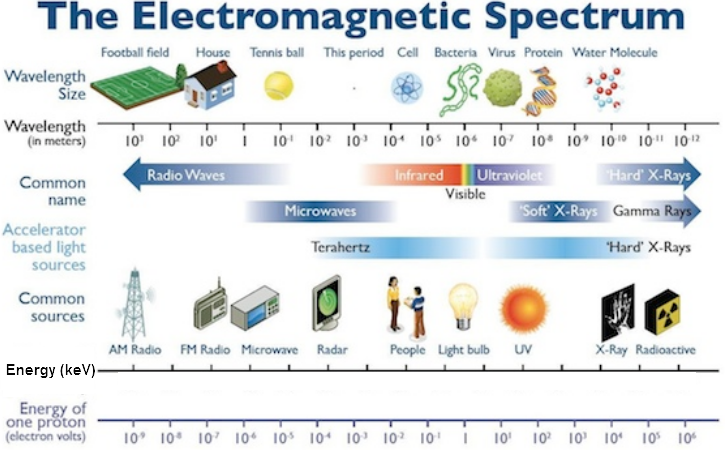 The Electromagnetic Spectrum
Football field House Tennis ball This period Cell Bacteria Virus Protein Water Molecule
Wavelength
Size
Wavelength
(in meters)
10³ 10² 10¹ 1 10⁻¹ 10⁻² 10⁻³ 10⁻⁴ 10⁻⁵ 10⁻⁶ 10⁻⁷ 10⁻⁸ 10⁻⁹ 10⁻¹⁰ 10⁻¹¹ 10⁻¹²
Common
name
Radio Waves Infrared Ultraviolet 'Hard' X-Rays
Visible
Microwaves 'Soft' X-Rays Gamma Rays
Accelerator
based light
sources
Terahertz 'Hard' X-Rays
Common
sources
AM Radio FM Radio Microwave Radar People Light bulb UV X-Ray Radioactive
Energy (keV)
Energy of
one proton
(electron volts)
10⁻⁹ 10⁻⁸ 10⁻⁷ 10⁻⁶ 10⁻⁵ 10⁻⁴ 10⁻³ 10⁻² 10⁻¹ 1 10¹ 10² 10³ 10⁴ 10⁵ 10⁶